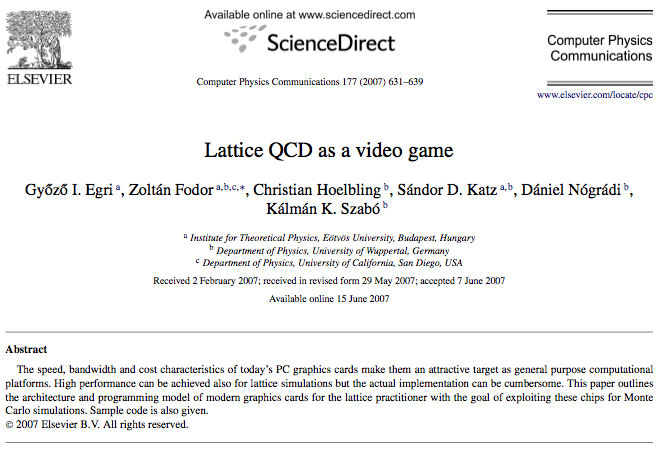 Available online at www.sciencedirect.com
ScienceDirect
ELSEVIER
Computer Physics Communications 177 (2007) 631–639
Computer Physics
Communications
www.elsevier.com/locate/cpc
Lattice QCD as a video game
Győző I. Egri a, Zoltán Fodor a,b,c,*, Christian Hoelbling b, Sándor D. Katz a,b, Dániel Nógrádi b,
Kálmán K. Szabó b
a Institute for Theoretical Physics, Eötvös University, Budapest, Hungary
b Department of Physics, University of Wuppertal, Germany
c Department of Physics, University of California, San Diego, USA
Received 2 February 2007; received in revised form 29 May 2007; accepted 7 June 2007
Available online 15 June 2007
Abstract
The speed, bandwidth and cost characteristics of today's PC graphics cards make them an attractive target as general purpose computational
platforms. High performance can be achieved also for lattice simulations but the actual implementation can be cumbersome. This paper outlines
the architecture and programming model of modern graphics cards for the lattice practitioner with the goal of exploiting these chips for Monte
Carlo simulations. Sample code is also given.
© 2007 Elsevier B.V. All rights reserved.